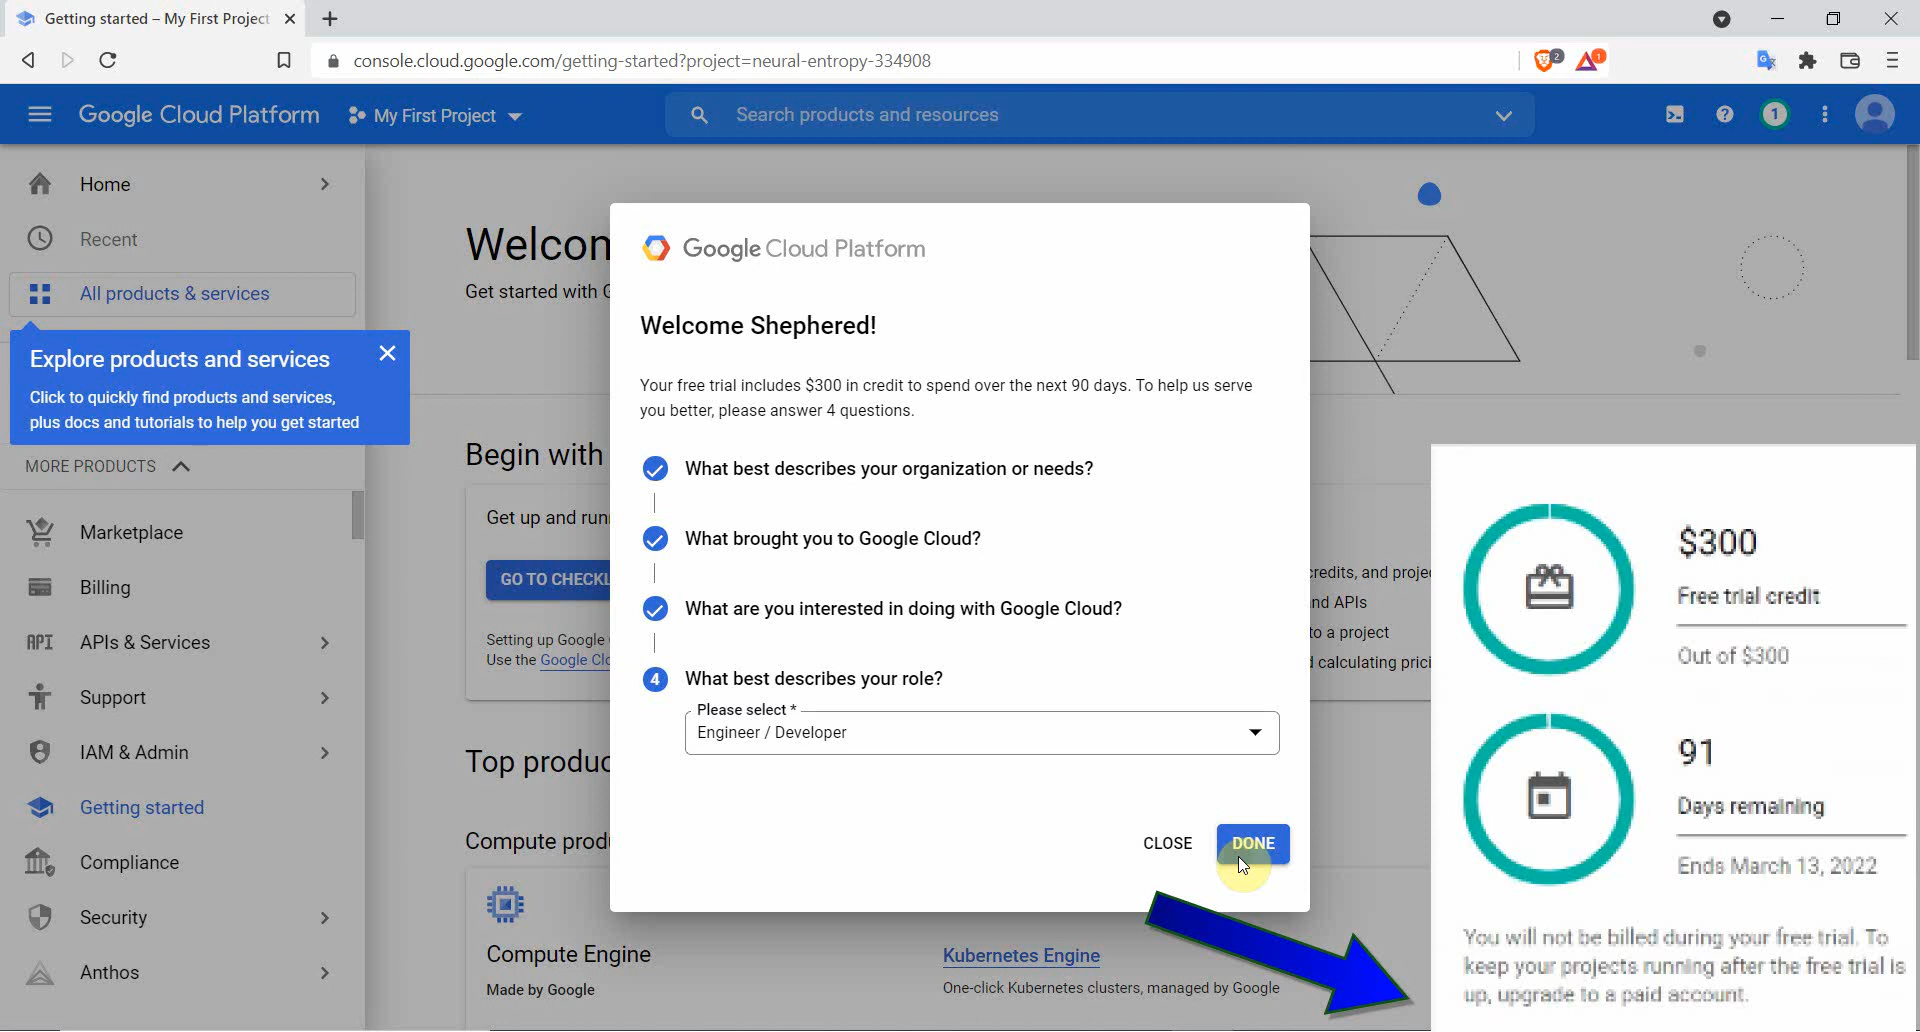 Getting started – My First Project
console.cloud.google.com/getting-started?project=neural-entropy-334908
2
1
Google Cloud Platform
My First Project
Search products and resources
1
Home
Recent
All products & services
Explore products and services
Click to quickly find products and services,
plus docs and tutorials to help you get started
MORE PRODUCTS
Marketplace
Billing
API
APIs & Services
Support
IAM & Admin
Getting started
Compliance
Security
Anthos
Welcom
Get started with G
Begin with
Get up and run
GO TO CHECKL
Setting up Google
Use the Google Clo
Top produc
Compute prod
Compute Engine
Made by Google
Kubernetes Engine
One-click Kubernetes clusters, managed by Google
credits, and proje
nd APIs
to a project
calculating prici
Google Cloud Platform
Welcome Shephered!
Your free trial includes $300 in credit to spend over the next 90 days. To help us serve
you better, please answer 4 questions.
What best describes your organization or needs?
What brought you to Google Cloud?
What are you interested in doing with Google Cloud?
4 What best describes your role?
Please select *
Engineer / Developer
CLOSE
DONE
$300
Free trial credit
Out of $300
91
Days remaining
Ends March 13, 2022
You will not be billed during your free trial. To
keep your projects running after the free trial is
up, upgrade to a paid account.